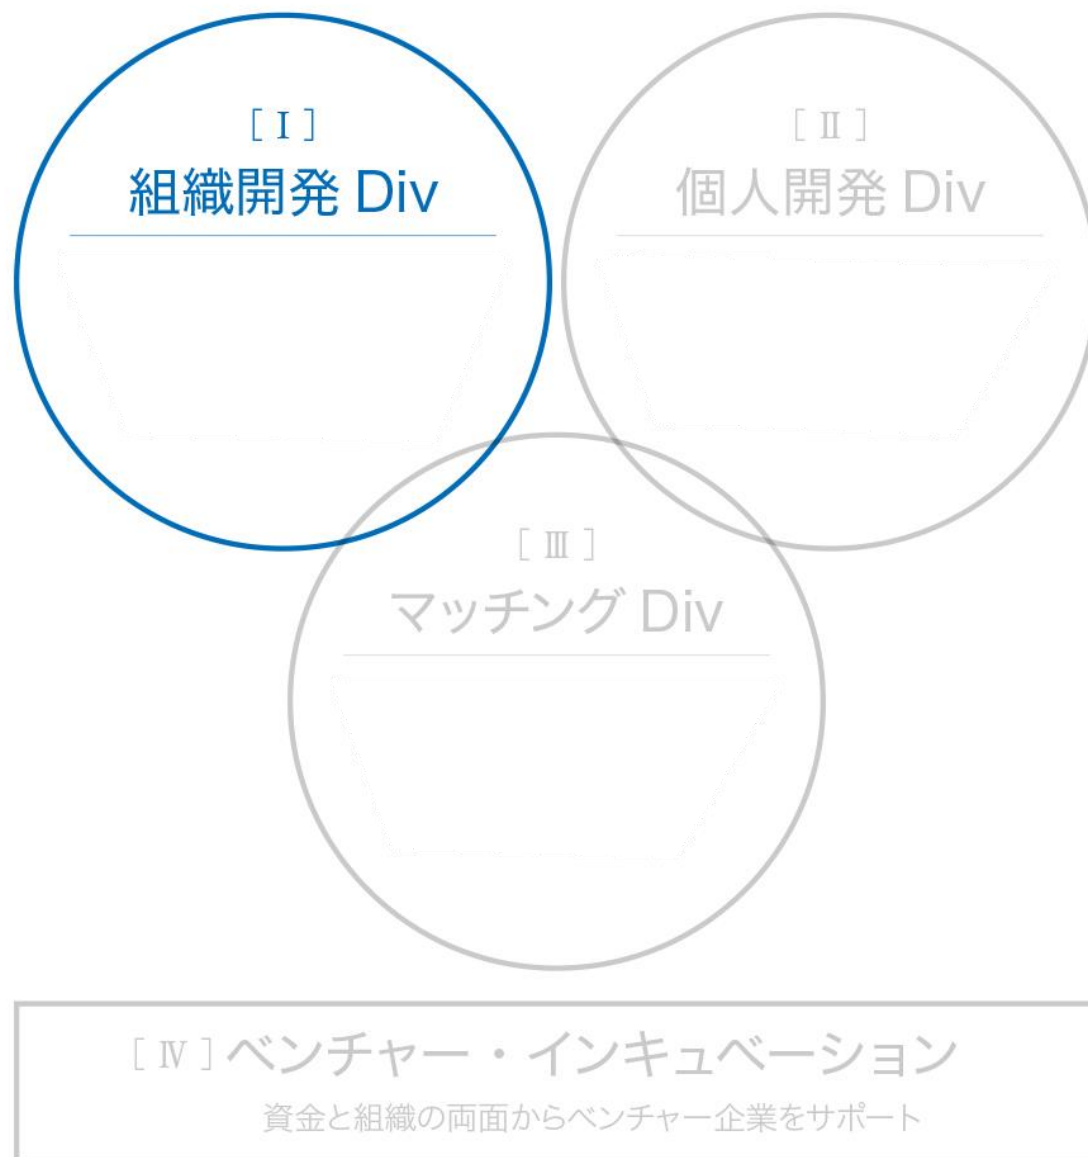 [ Ⅰ ]
組織開発 Div
[ Ⅱ ]
個人開発 Div
[ Ⅲ ]
マッチング Div
[ Ⅳ ] ベンチャー・インキュベーション
資金と組織の両面からベンチャー企業をサポート